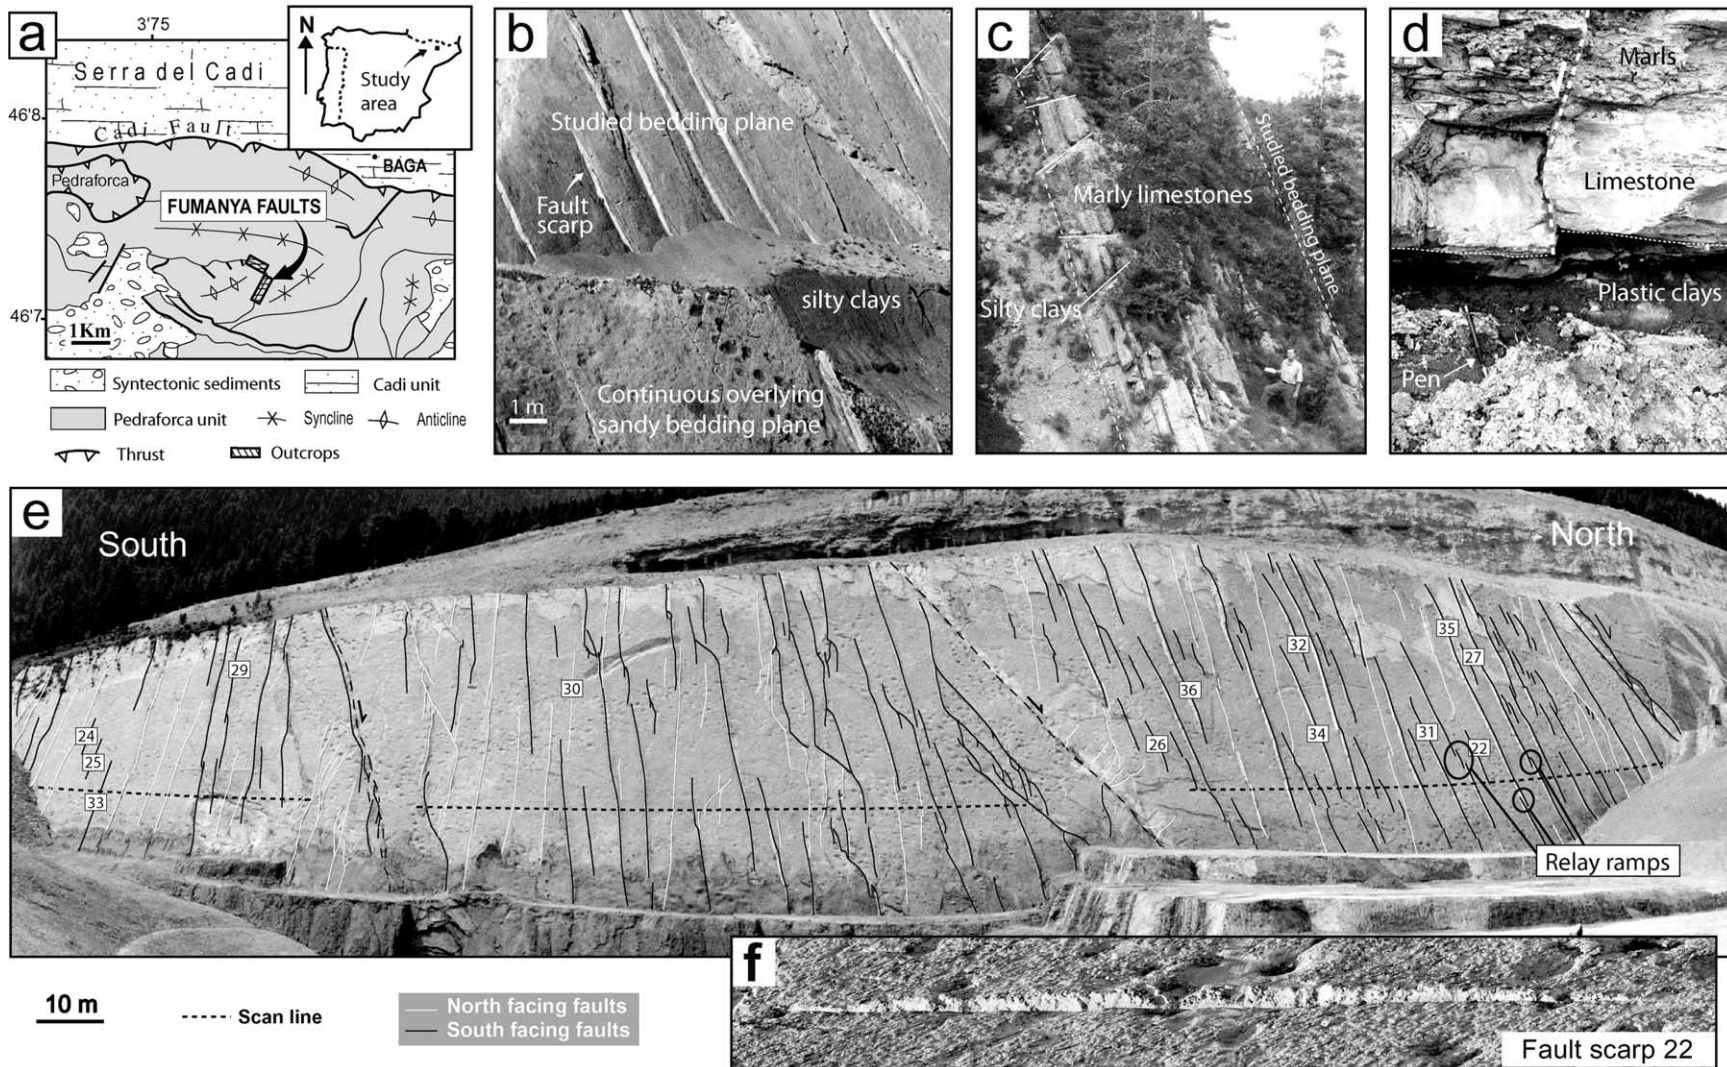 a
3'75
Serra del Cadi
46'8
Cadi Fault
BAGA
Pedraforca
FUMANYA FAULTS
46'7
1Km
N
Study
area
Syntectonic sediments
Cadi unit
Pedraforca unit
Syncline
Anticline
Thrust
Outcrops
b
Studied bedding plane
Fault
scarp
silty clays
1 m
Continuous overlying
sandy bedding plane
c
Marly limestones
Studied bedding plane
Silty clays
d
Marls
Limestone
Plastic clays
Pen
e
South
North
29
30
24
25
33
36
26
32
34
35
27
31
22
Relay ramps
10 m
Scan line
North facing faults
South facing faults
f
Fault scarp 22